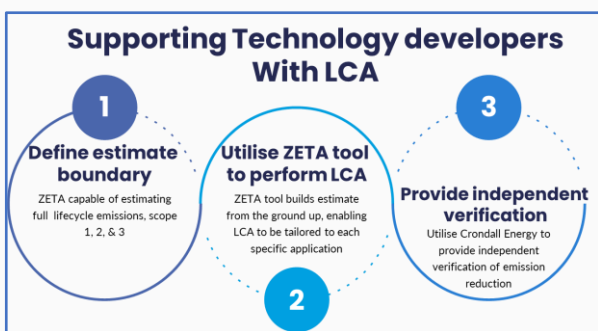 Supporting Technology developers
With LCA
1
Define estimate
boundary
ZETA capable of estimating
full lifecycle emissions, scope
1, 2, & 3
Utilise ZETA tool
to perform LCA
ZETA tool builds estimate
from the ground up, enabling
LCA to be tailored to each
specific application
2
3
Provide independent
verification
Utilise Crondall Energy to
provide independent
verification of emission
reduction